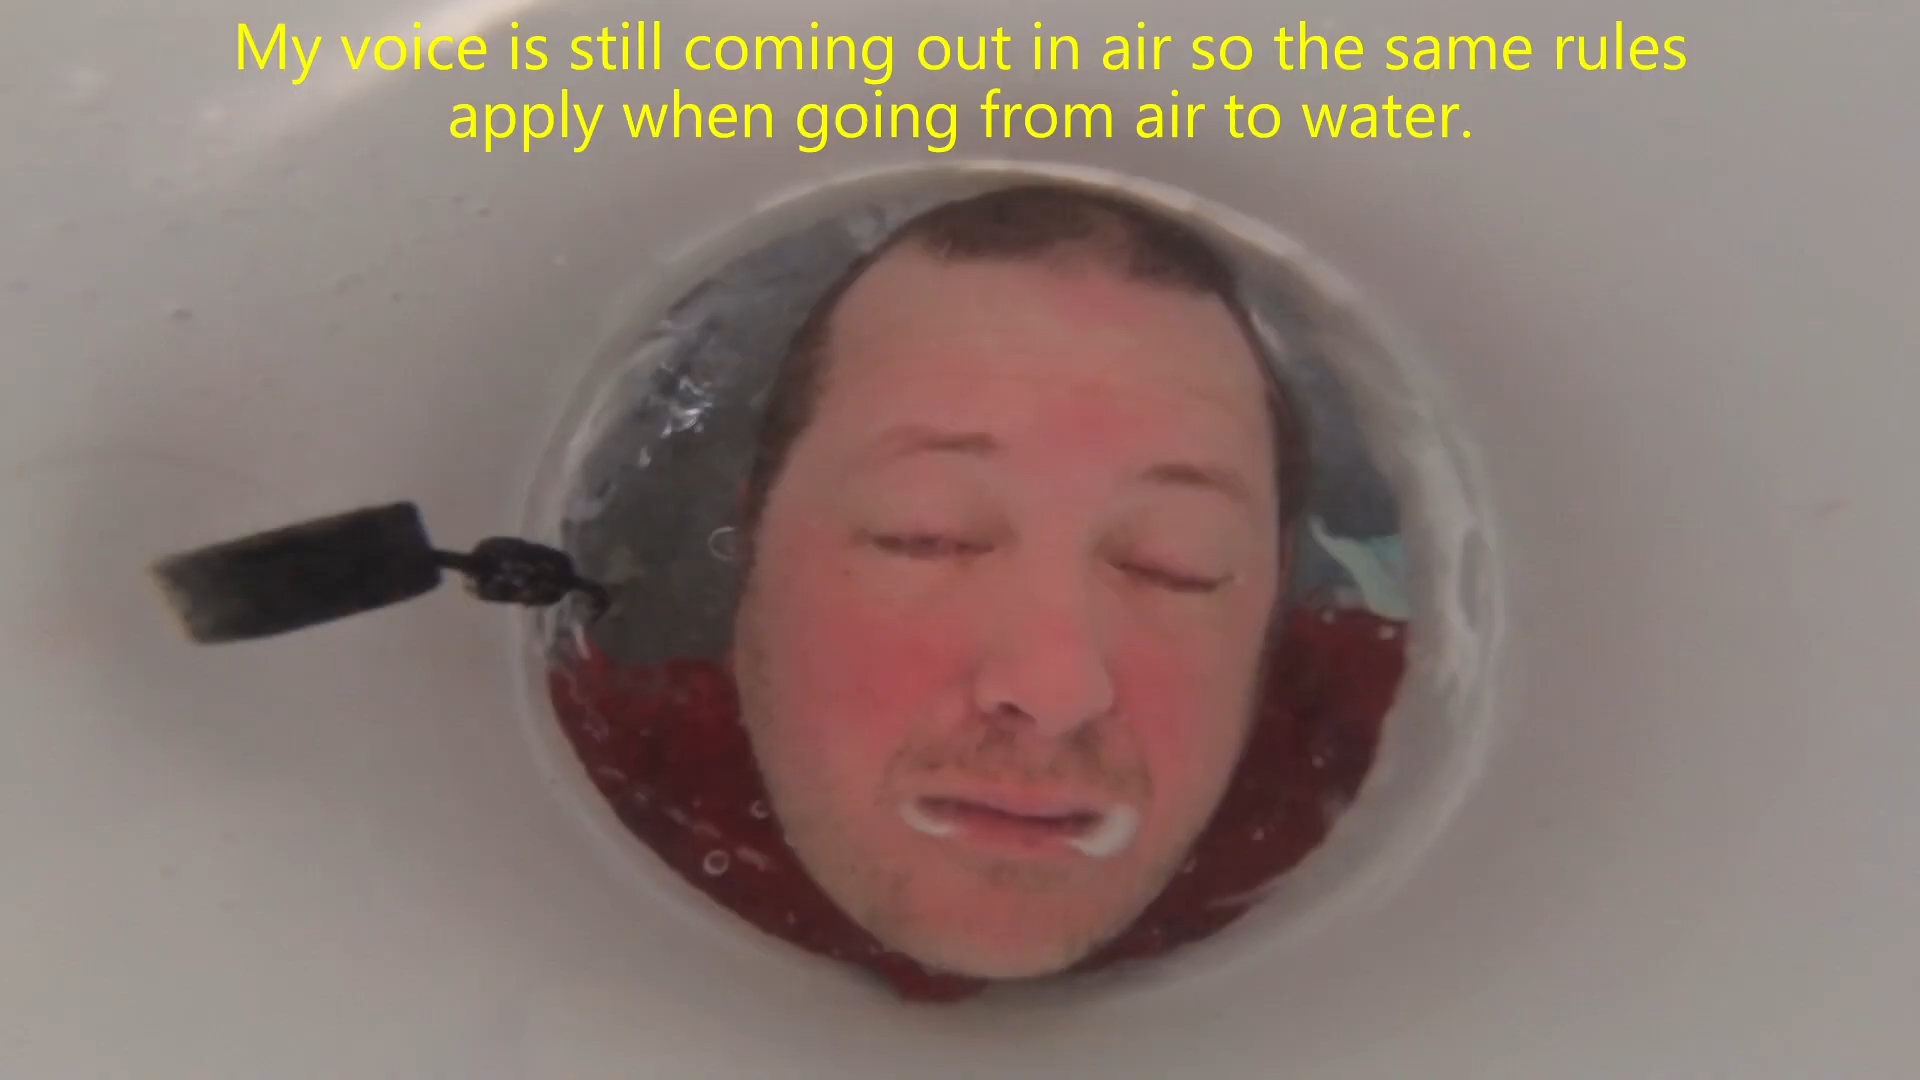 My voice is still coming out in air so the same rules
apply when going from air to water.